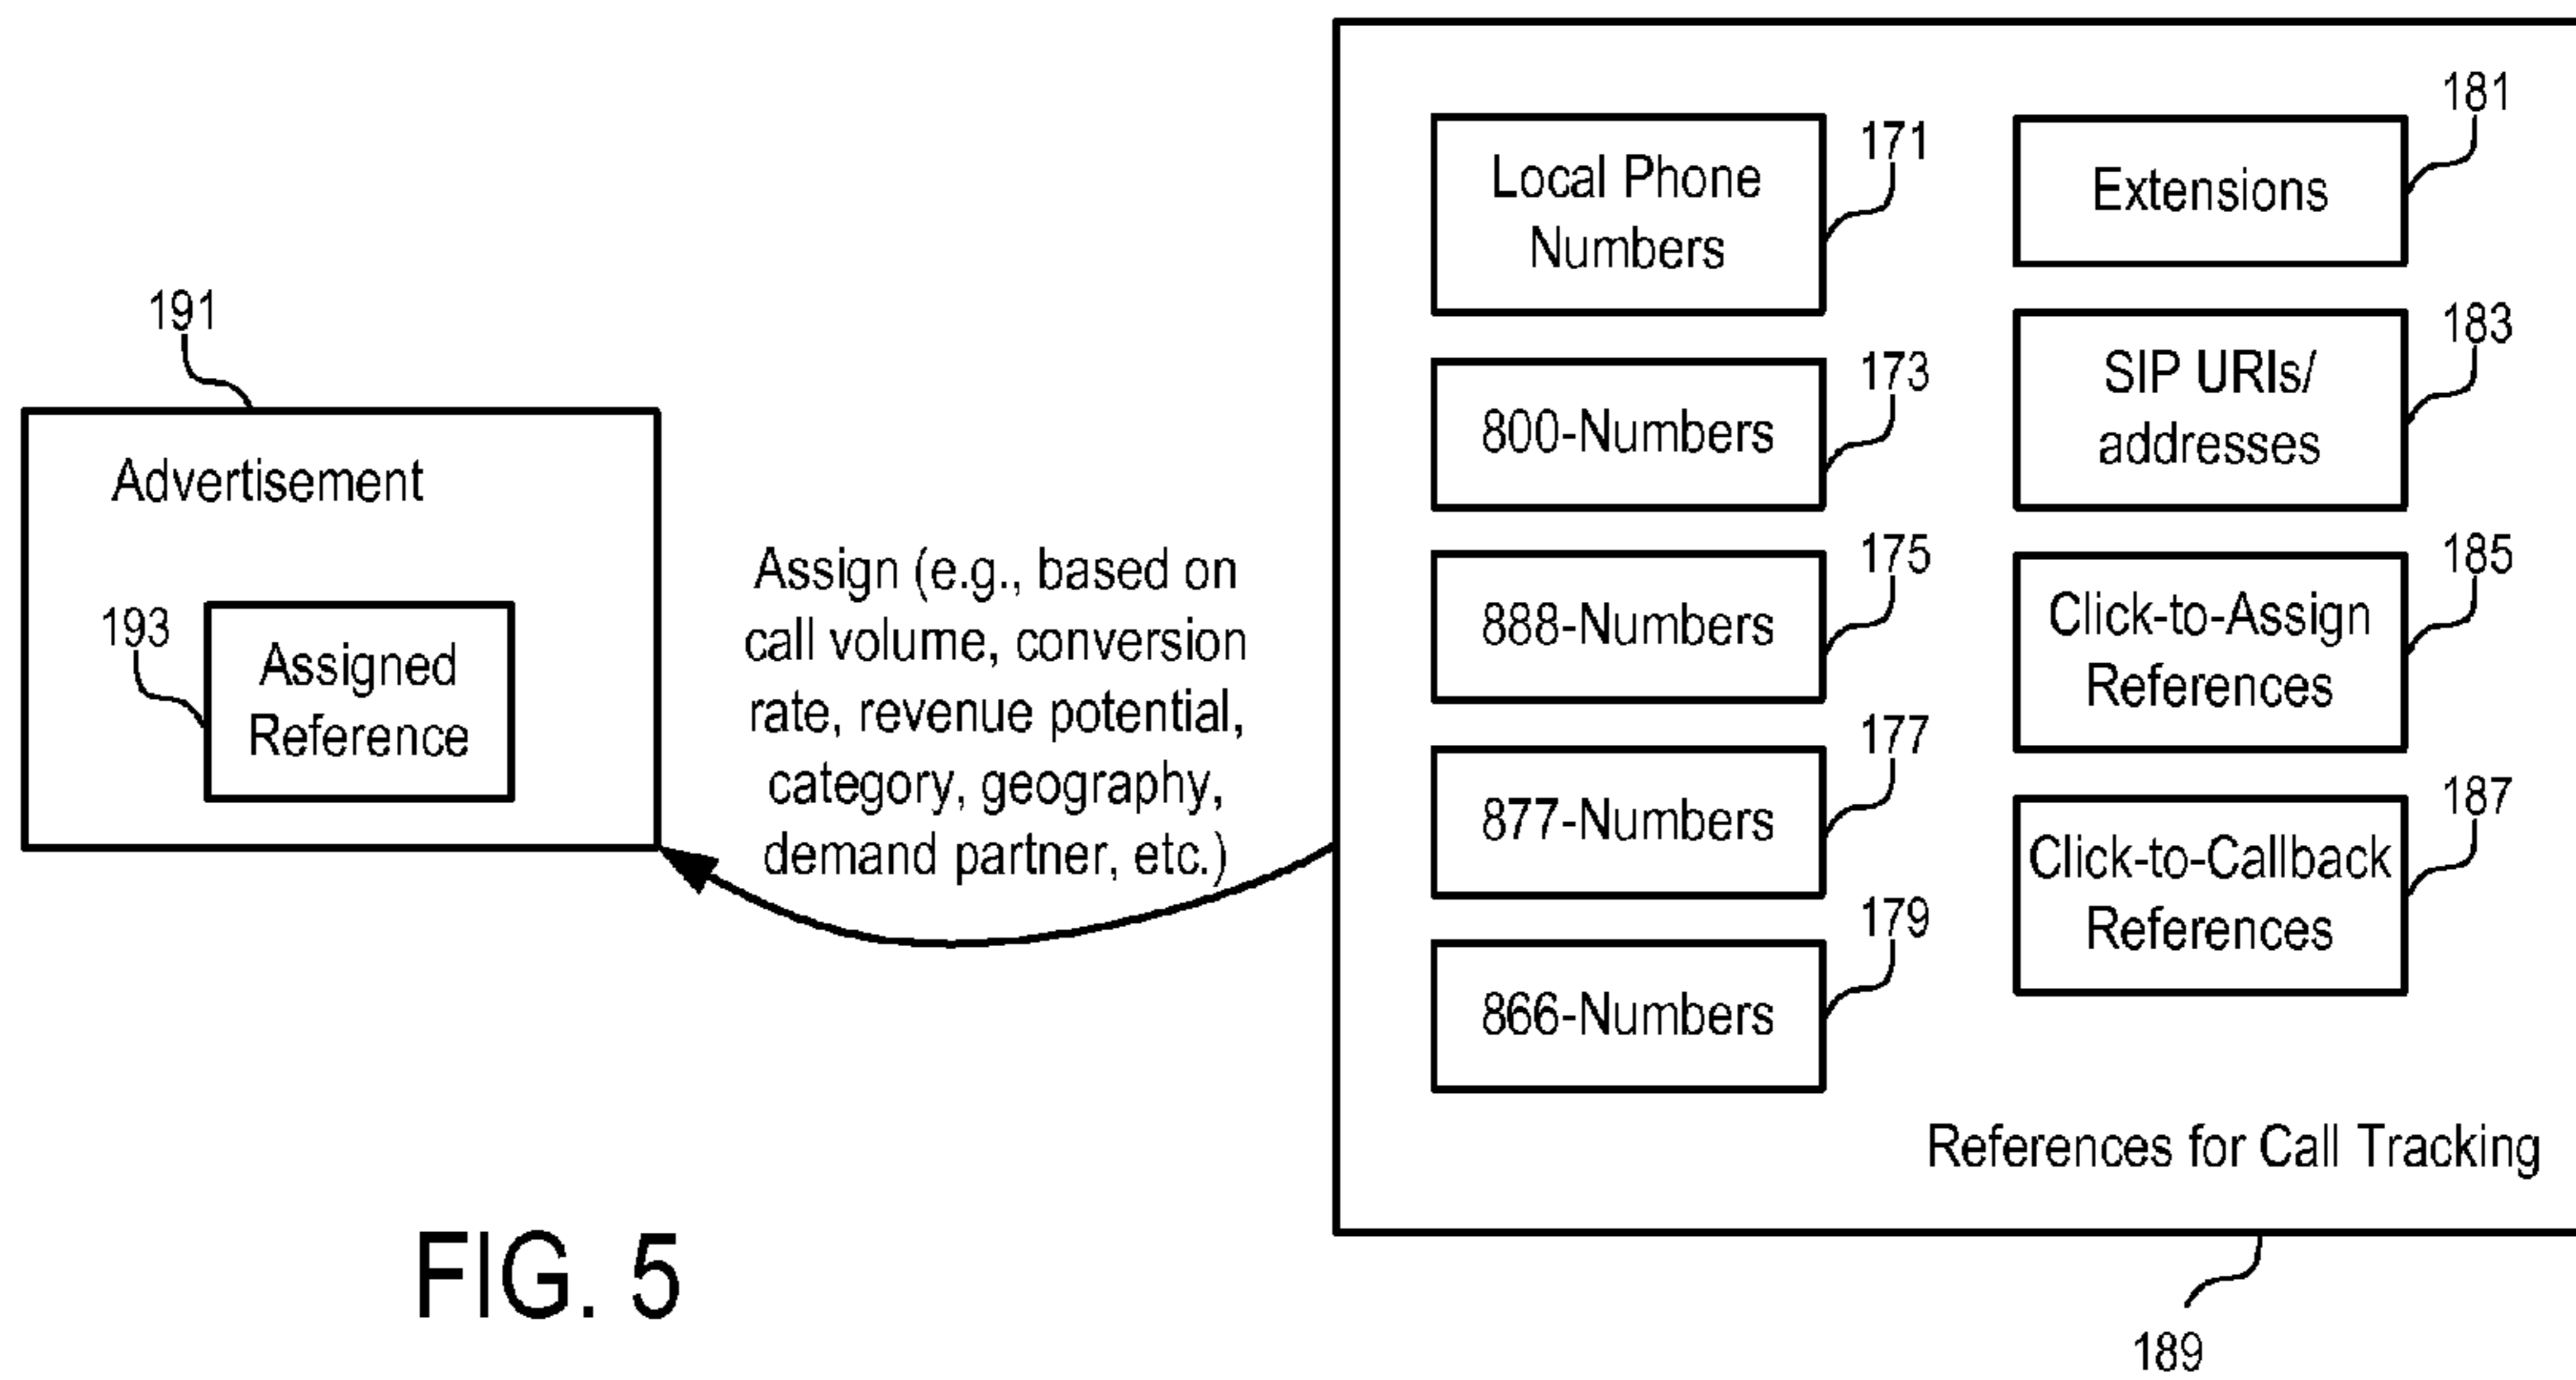 191
Advertisement
193
Assigned
Reference
Assign (e.g., based on
call volume, conversion
rate, revenue potential,
category, geography,
demand partner, etc.)
Local Phone
Numbers
171
800-Numbers
173
888-Numbers
175
877-Numbers
177
866-Numbers
179
Extensions
181
SIP URIs/
addresses
183
Click-to-Assign
References
185
Click-to-Callback
References
187
References for Call Tracking
189
FIG. 5